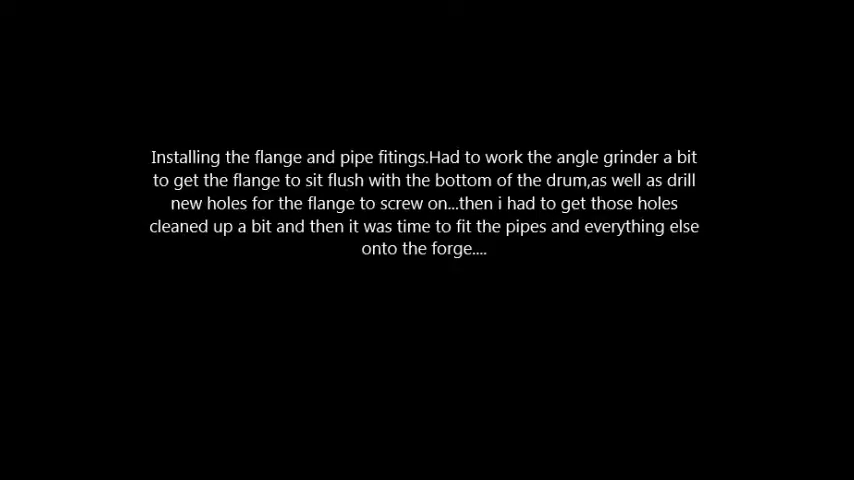 Installing the flange and pipe fitings.Had to work the angle grinder a bit
to get the flange to sit flush with the bottom of the drum,as well as drill
new holes for the flange to screw on...then i had to get those holes
cleaned up a bit and then it was time to fit the pipes and everything else
onto the forge....